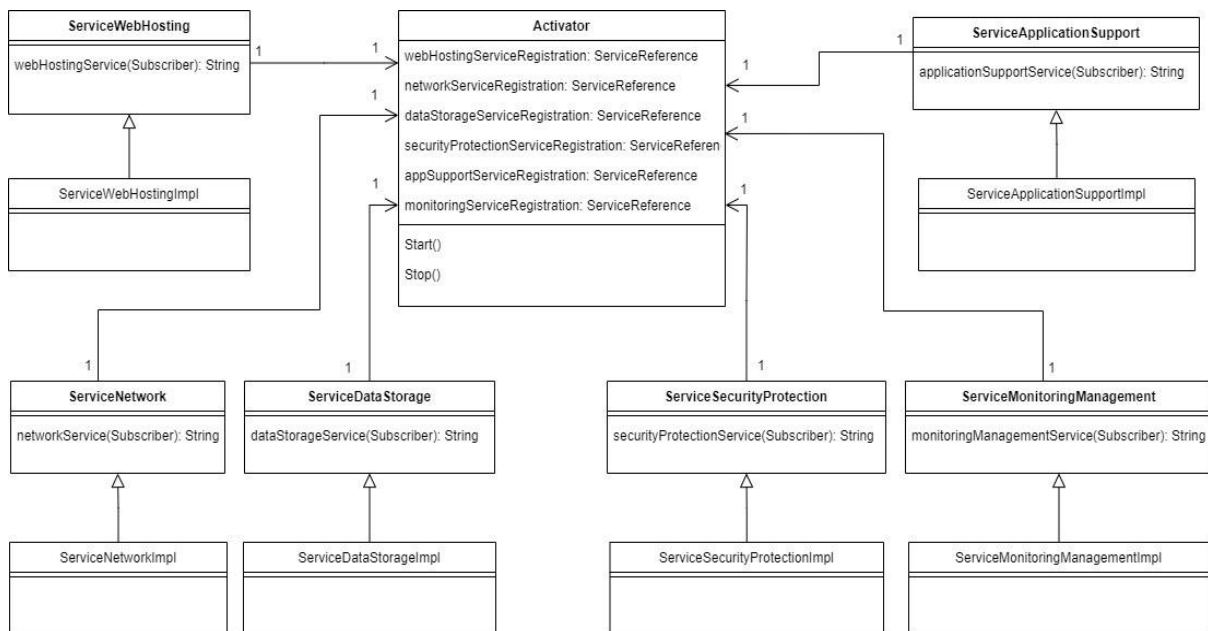 ServiceWebHosting
webHostingService(Subscriber): String
ServiceWebHostingImpl
1
1
Activator
webHostingServiceRegistration: ServiceReference
networkServiceRegistration: ServiceReference
dataStorageServiceRegistration: ServiceReference
securityProtectionServiceRegistration: ServiceReferen
appSupportServiceRegistration: ServiceReference
monitoringServiceRegistration: ServiceReference
Start()
Stop()
1
1
1
1
1
1
ServiceApplicationSupport
applicationSupportService(Subscriber): String
ServiceApplicationSupportImpl
1
1
1
1
ServiceNetwork
networkService(Subscriber): String
ServiceNetworkImpl
ServiceDataStorage
dataStorageService(Subscriber): String
ServiceDataStorageImpl
ServiceSecurityProtection
securityProtectionService(Subscriber): String
ServiceSecurityProtectionImpl
ServiceMonitoringManagement
monitoringManagementService(Subscriber): String
ServiceMonitoringManagementImpl